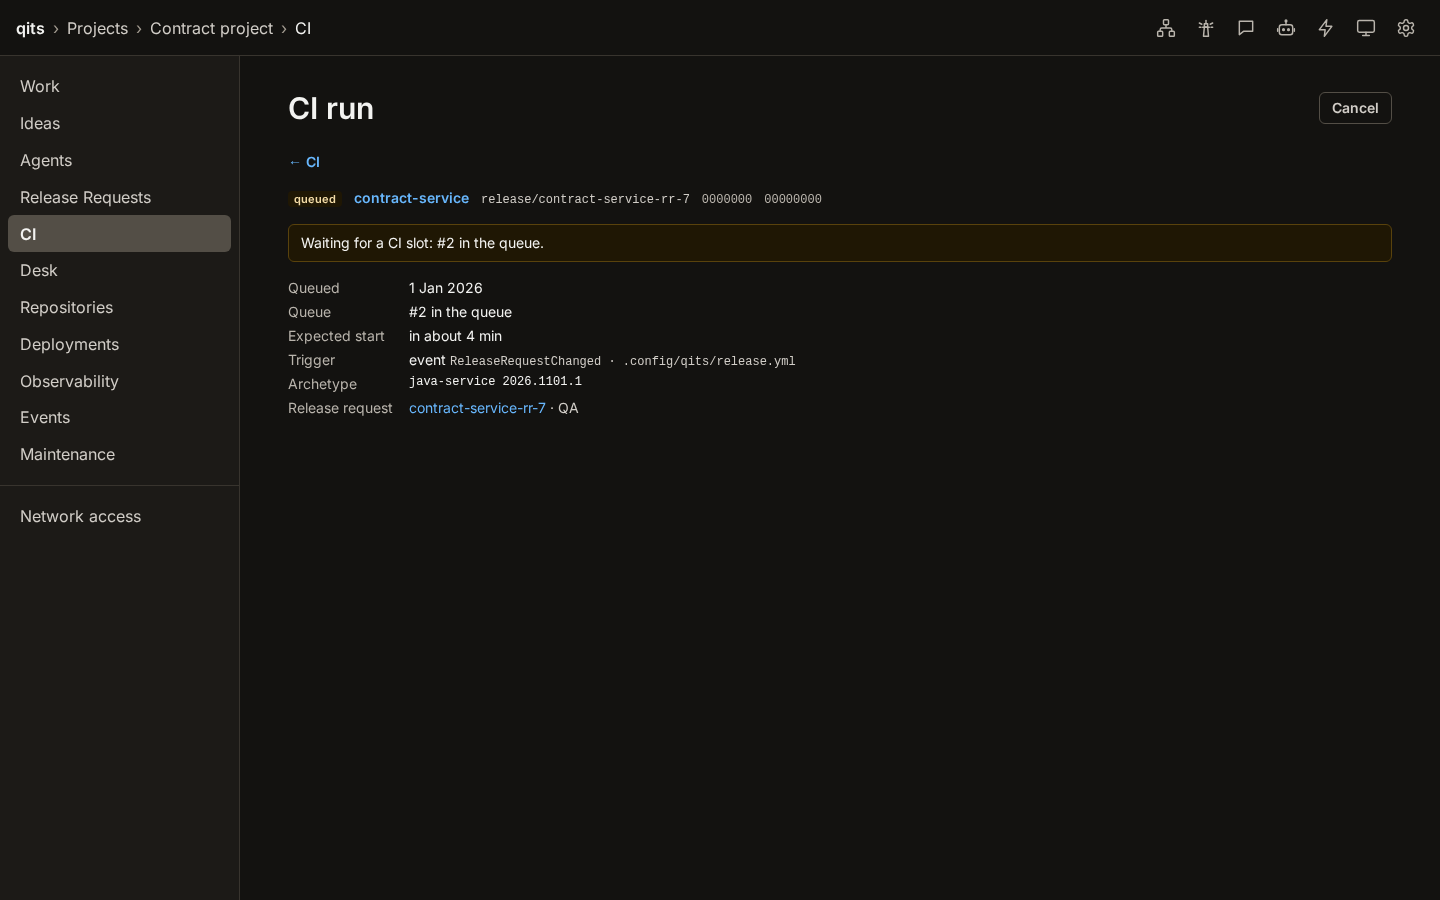 qits › Projects › Contract project › CI
Work
Ideas
Agents
Release Requests
CI
Desk
Repositories
Deployments
Observability
Events
Maintenance
Network access
CI run
Cancel
← CI
queued contract-service release/contract-service-rr-7 0000000 00000000
Waiting for a CI slot: #2 in the queue.
Queued 1 Jan 2026
Queue #2 in the queue
Expected start in about 4 min
Trigger event ReleaseRequestChanged · .config/qits/release.yml
Archetype java-service 2026.1101.1
Release request contract-service-rr-7 · QA